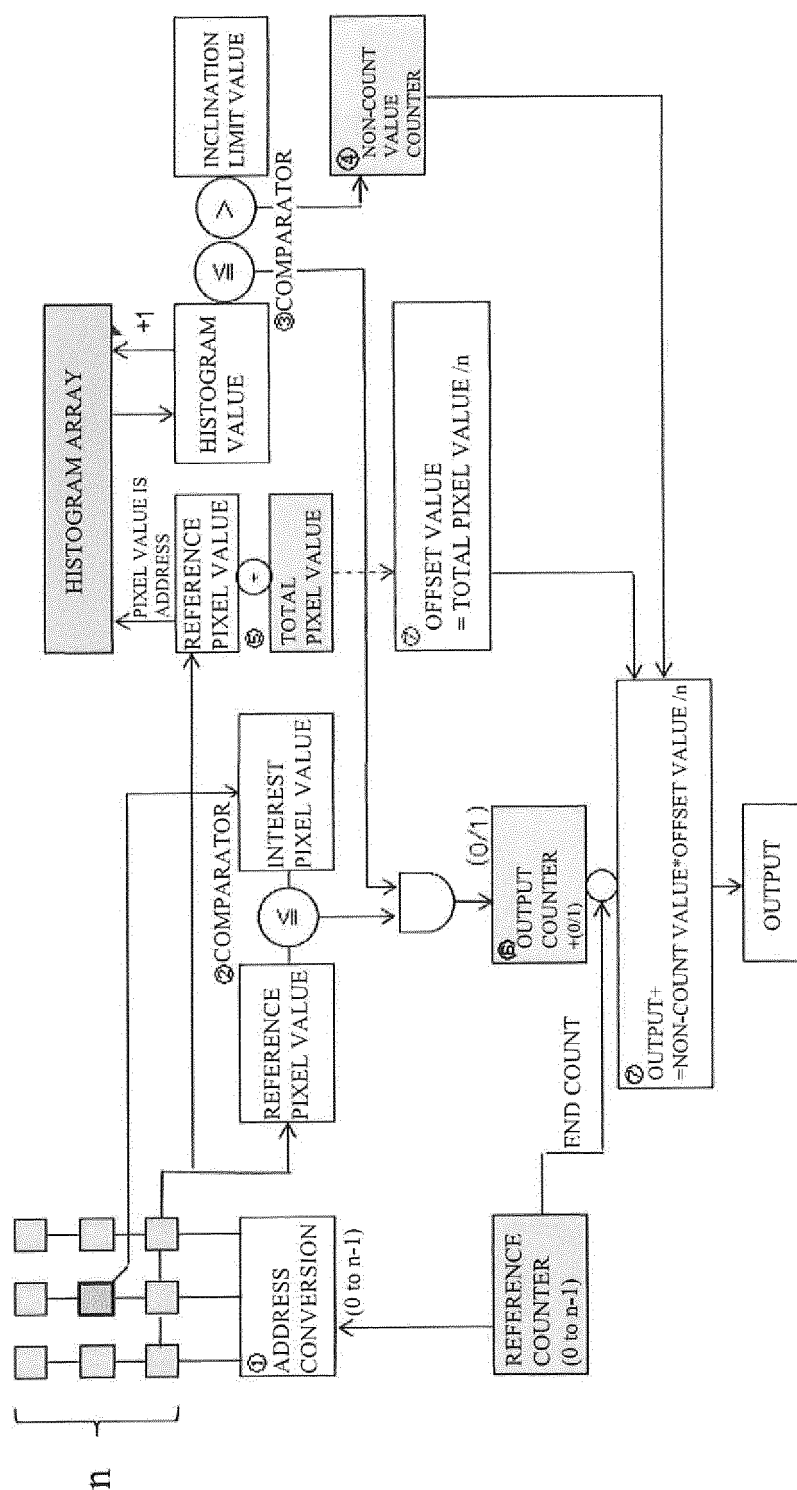 n
①
ADDRESS
CONVERSION
(0 to n-1)
REFERENCE
COUNTER
(0 to n-1)
END COUNT
REFERENCE
PIXEL VALUE
②COMPARATOR
≦
INTEREST
PIXEL VALUE
HISTOGRAM ARRAY
PIXEL VALUE IS
ADDRESS
REFERENCE
PIXEL VALUE
⑤
+
TOTAL
PIXEL VALUE
+1
HISTOGRAM
VALUE
≦
>
③COMPARATOR
INCLINATION
LIMIT VALUE
④
NON-COUNT
VALUE
COUNTER
⑦ OFFSET VALUE
= TOTAL PIXEL VALUE /n
(0/1)
⑥ OUTPUT
COUNTER
+(0/1)
⑦
OUTPUT+
=NON-COUNT VALUE*OFFSET VALUE /n
OUTPUT